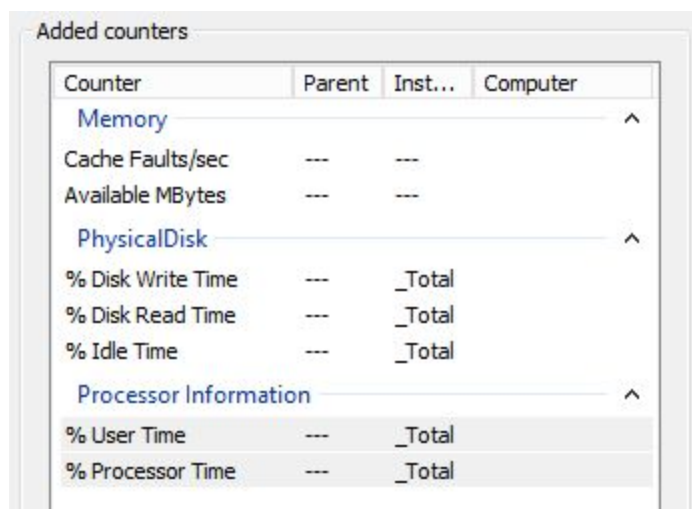 Added counters
Counter Parent Inst... Computer
Memory
Cache Faults/sec --- ---
Available MBytes --- ---
PhysicalDisk
% Disk Write Time --- _Total
% Disk Read Time --- _Total
% Idle Time --- _Total
Processor Information
% User Time --- _Total
% Processor Time --- _Total